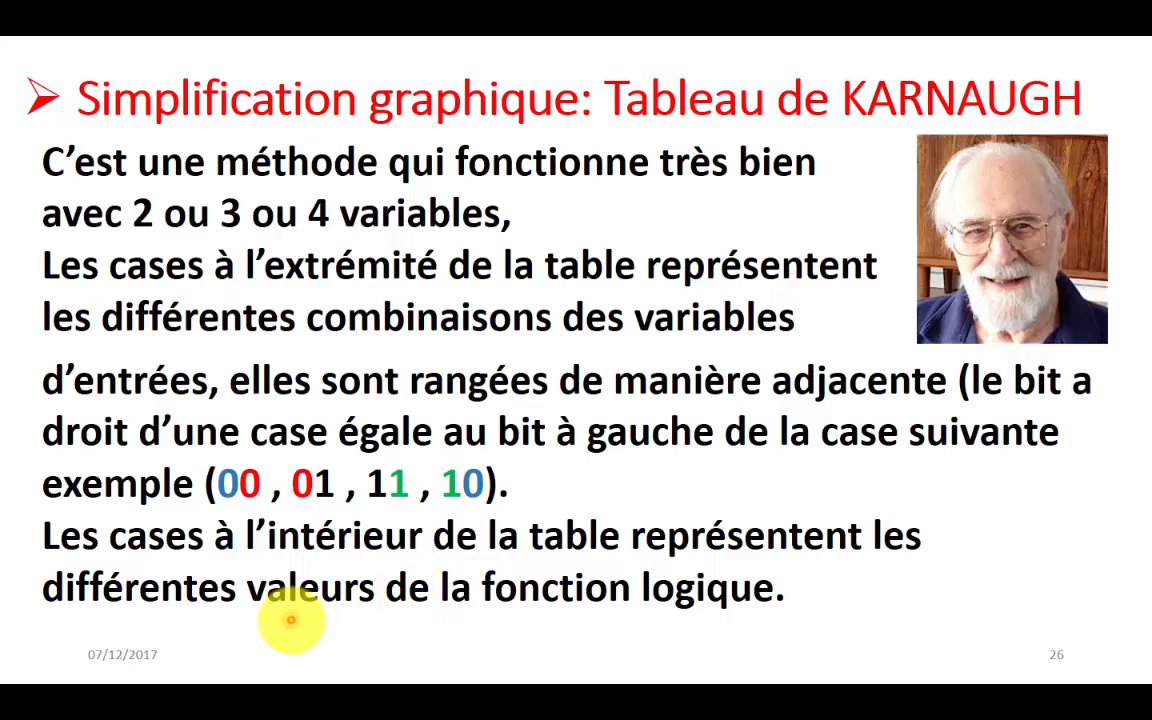 Simplification graphique: Tableau de KARNAUGH
C’est une méthode qui fonctionne très bien
avec 2 ou 3 ou 4 variables,
Les cases à l’extrémité de la table représentent
les différentes combinaisons des variables
d’entrées, elles sont rangées de manière adjacente (le bit a
droit d’une case égale au bit à gauche de la case suivante
exemple (00 , 01 , 11 , 10).
Les cases à l’intérieur de la table représentent les
différentes valeurs de la fonction logique.
07/12/2017
26